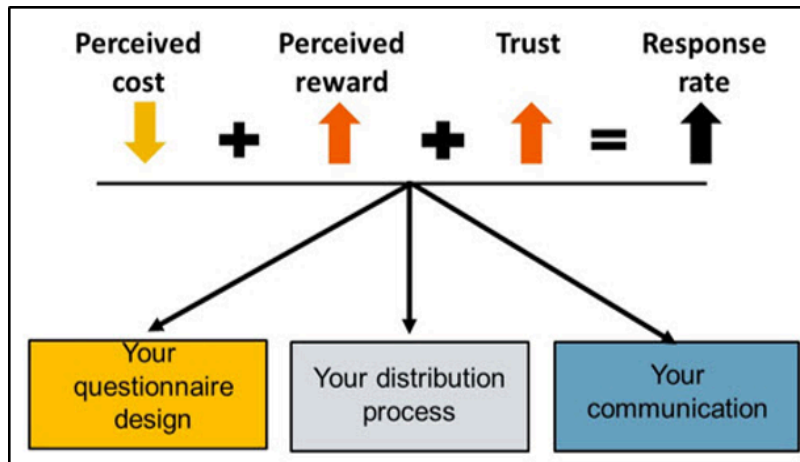 Perceived
cost
Perceived
reward
Trust
Response
rate
+
+
=
Your
questionnaire
design
Your distribution
process
Your
communication